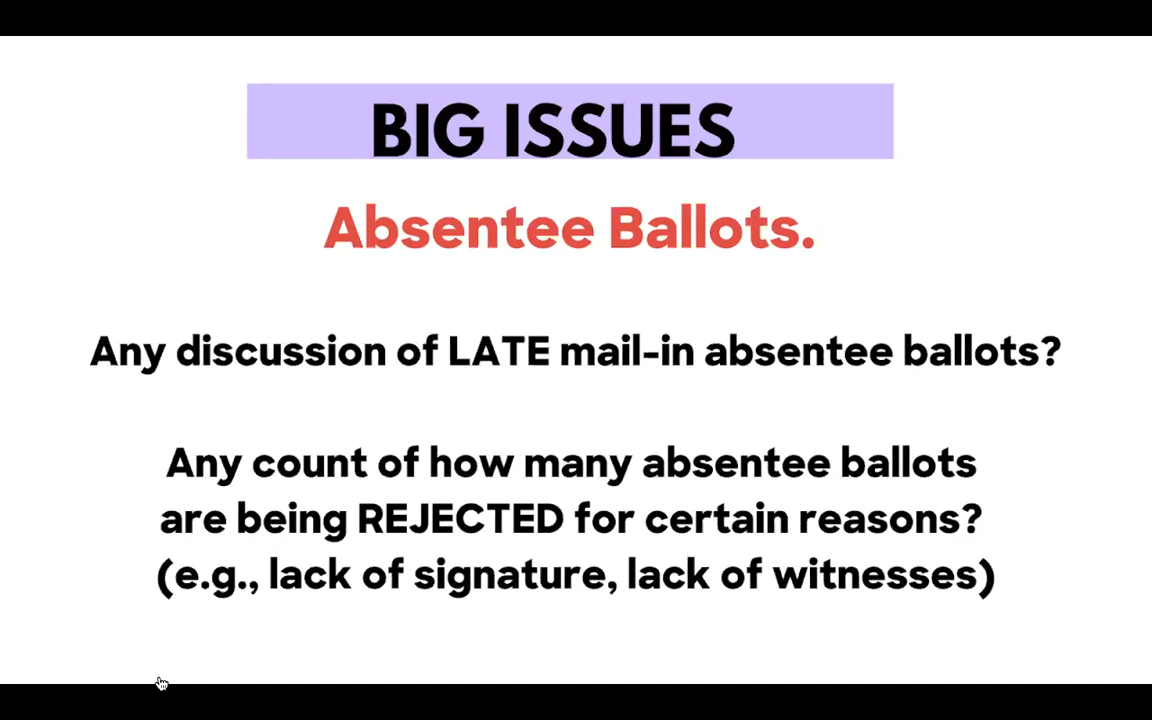 BIG ISSUES
Absentee Ballots.
Any discussion of LATE mail-in absentee ballots?
Any count of how many absentee ballots
are being REJECTED for certain reasons?
(e.g., lack of signature, lack of witnesses)